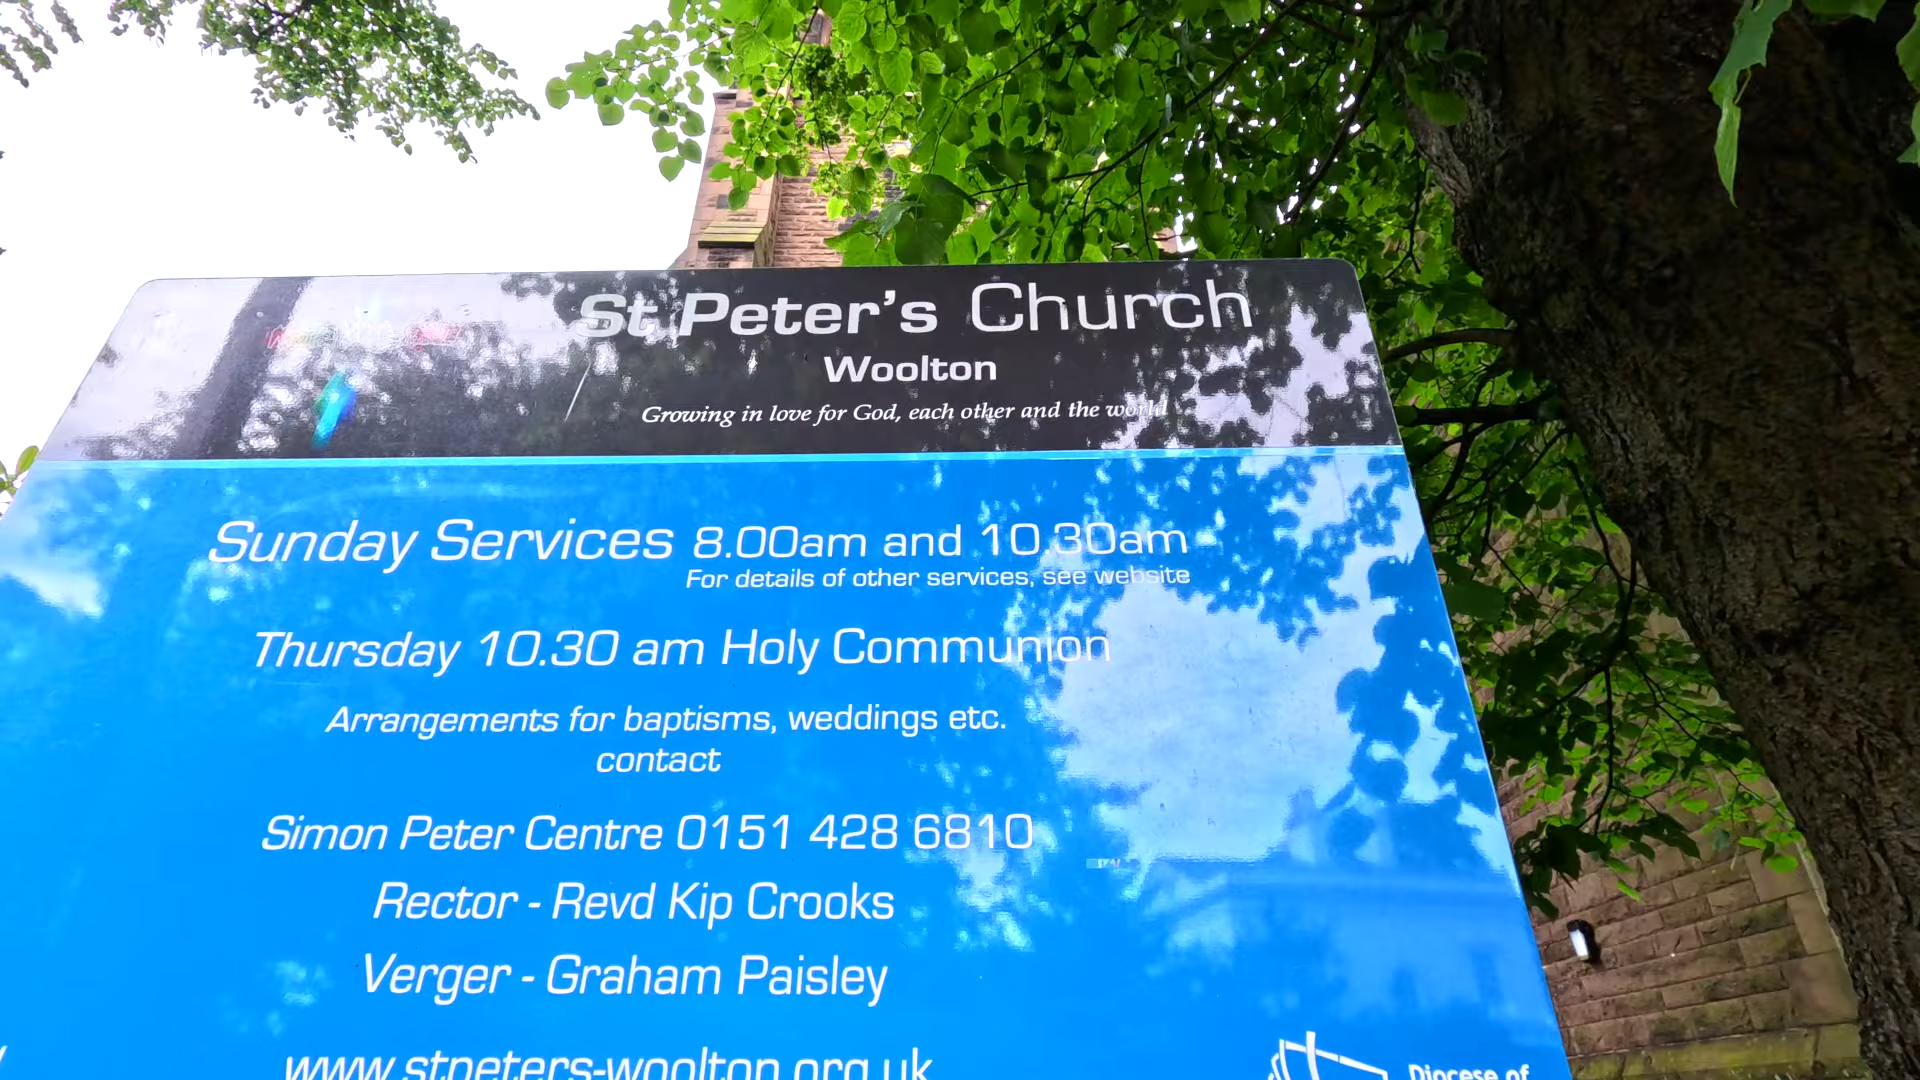 St Peter's Church
Woolton
Growing in love for God, each other and the world
Sunday Services 8.00am and 10.30am
For details of other services, see website
Thursday 10.30 am Holy Communion
Arrangements for baptisms, weddings etc.
contact
Simon Peter Centre 0151 428 6810
Rector - Revd Kip Crooks
Verger - Graham Paisley
www.stpeters-woolton.org.uk
Diocese of